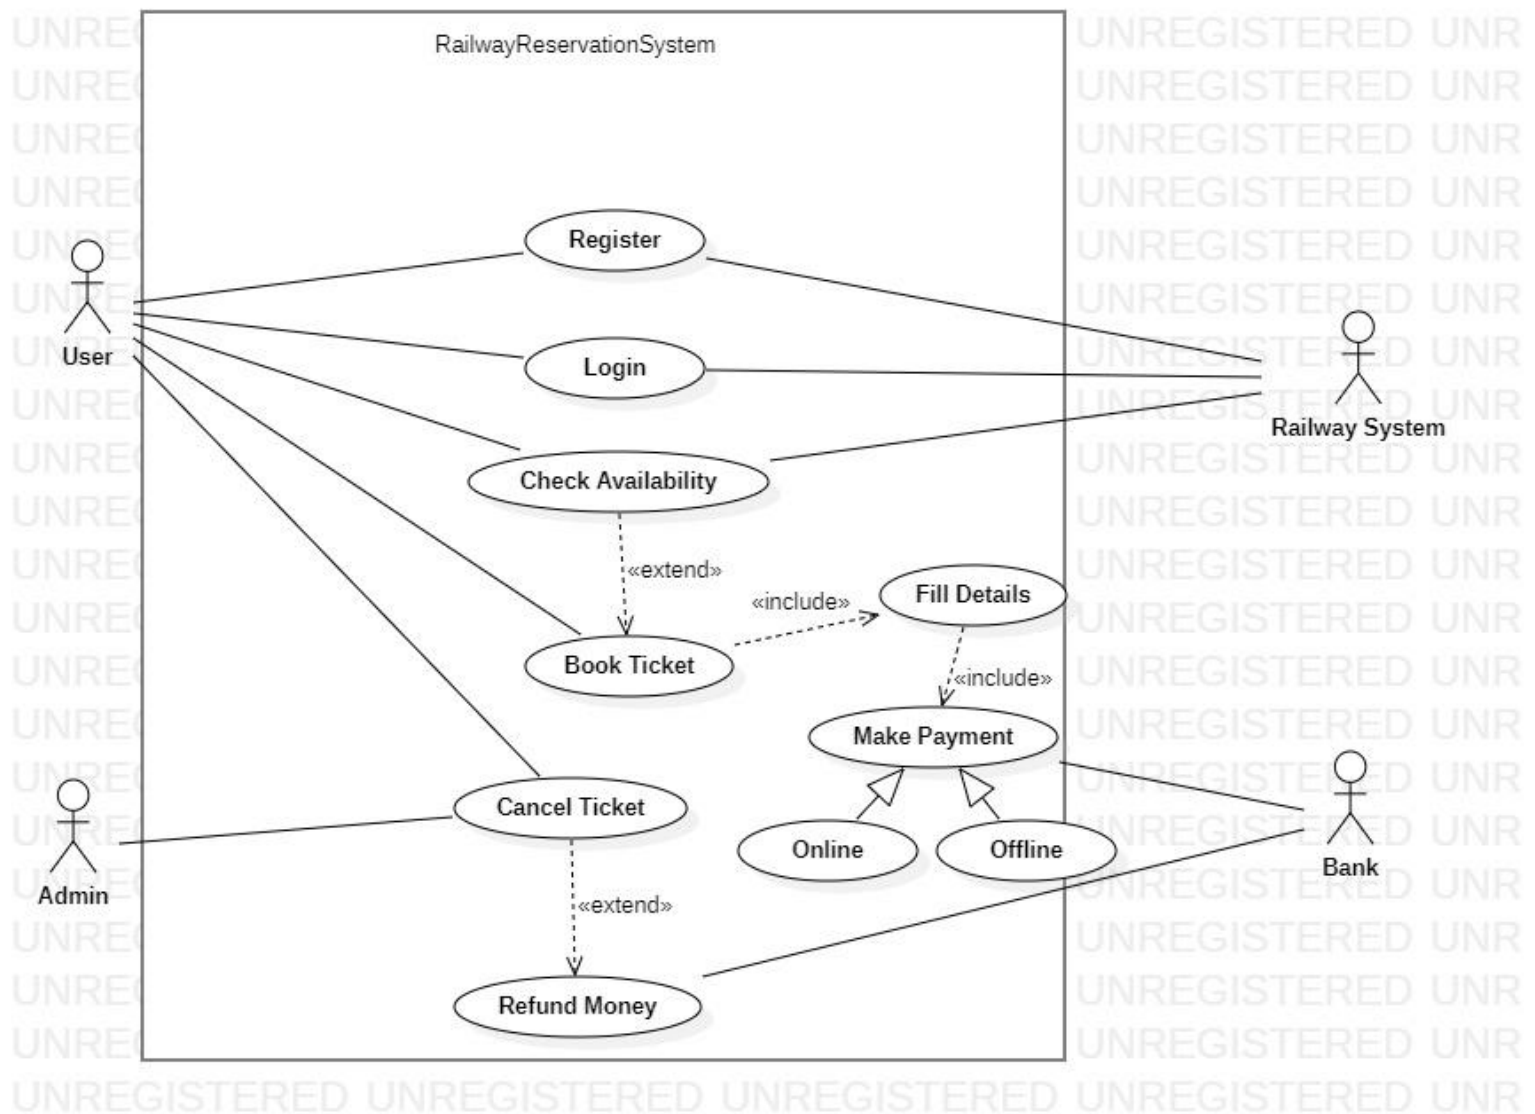 RailwayReservationSystem
Register
User
Login
Railway System
Check Availability
«extend»
Fill Details
«include»
Book Ticket
«include»
Make Payment
Cancel Ticket
Admin
Online
Offline
Bank
«extend»
Refund Money
UNREGISTERED UNREGISTERED UNREGISTERED UNREGISTERED UNR